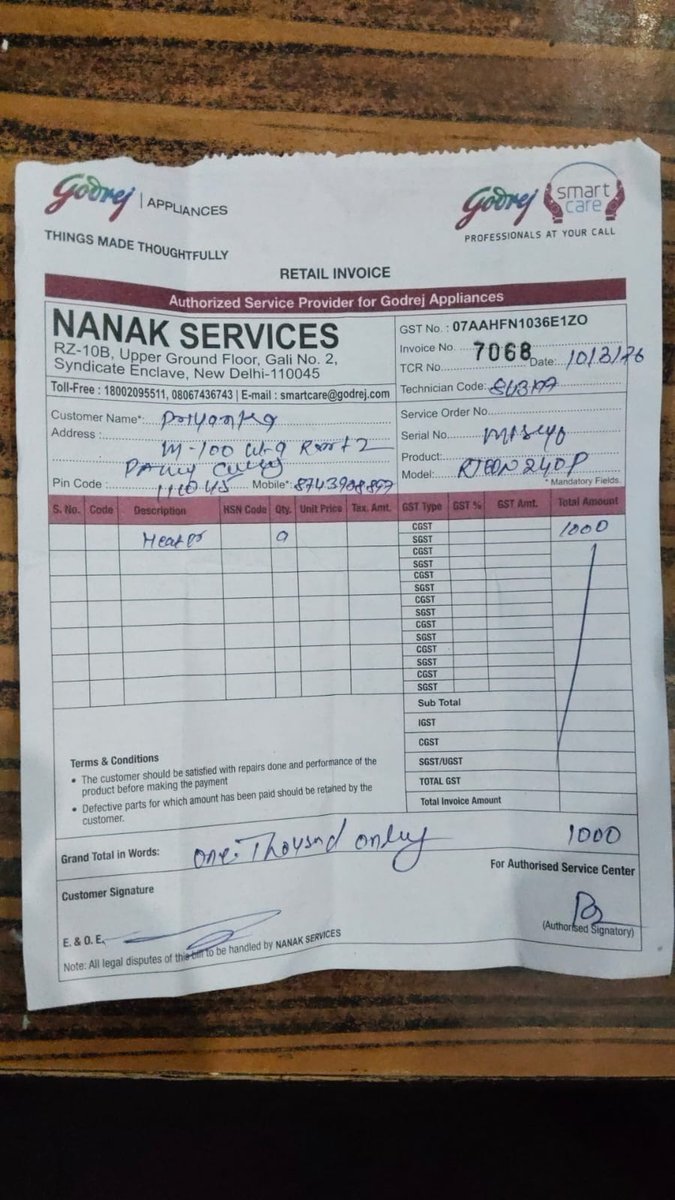 Godrej | APPLIANCES
THINGS MADE THOUGHTFULLY
Godrej smart care
PROFESSIONALS AT YOUR CALL
RETAIL INVOICE
Authorized Service Provider for Godrej Appliances
NANAK SERVICES
RZ-10B, Upper Ground Floor, Gali No. 2,
Syndicate Enclave, New Delhi-110045
Toll-Free : 18002095511, 08067436743 | E-mail : smartcare@godrej.com
GST No. : 07AAHFN1036E1ZO
Invoice No. 7068
TCR No. Date: 10/3/26
Technician Code:
Customer Name*: Priyanka
Address :
M-100
Pin Code : Mobile*: 8743908897
Service Order No.
Serial No.
Product:
Model:
* Mandatory Fields
S. No. Code Description HSN Code Qty. Unit Price Tax. Amt. GST Type GST % GST Amt. Total Amount
Heater CGST 1000
SGST
CGST
SGST
CGST
SGST
CGST
SGST
CGST
SGST
CGST
SGST
CGST
SGST
Sub Total
IGST
CGST
SGST/UGST
TOTAL GST
Total Invoice Amount
Terms & Conditions
• The customer should be satisfied with repairs done and performance of the
product before making the payment
• Defective parts for which amount has been paid should be retained by the
customer.
Grand Total in Words: one Thousand only 1000
Customer Signature
For Authorised Service Center
E. & O. E.
(Authorised Signatory)
Note: All legal disputes of this bill to be handled by NANAK SERVICES